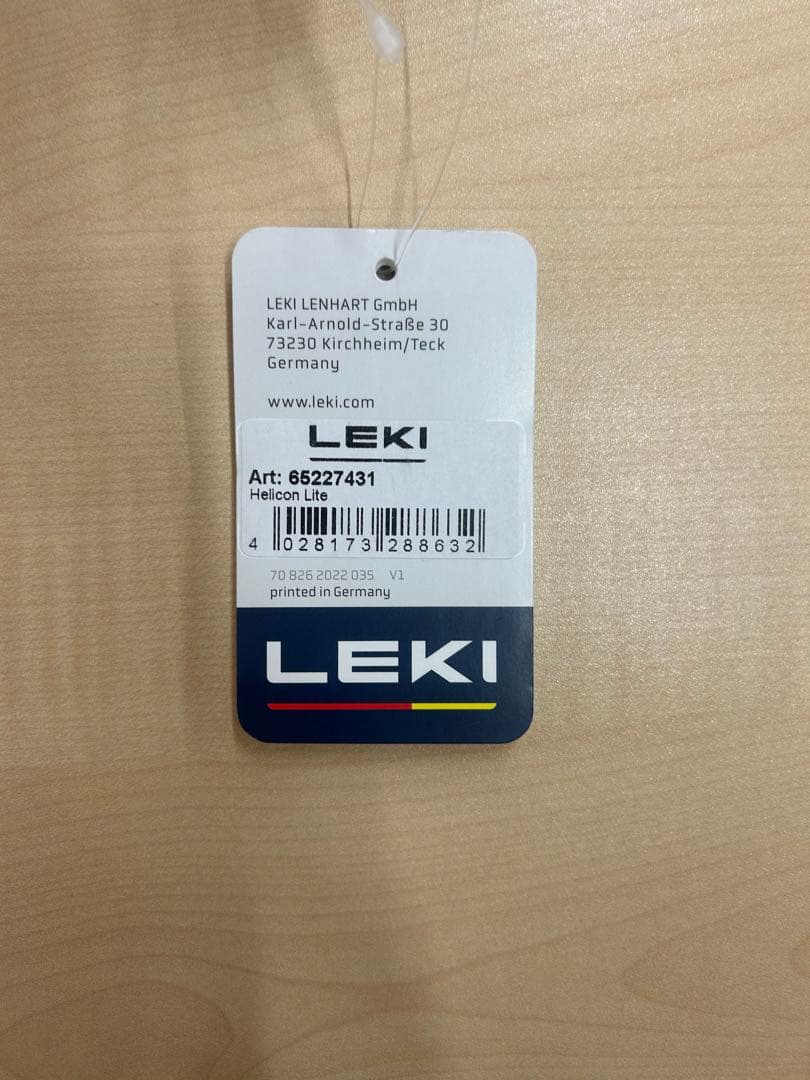 LEKI LENHART GmbH
Karl-Arnold-Straße 30
73230 Kirchheim/Teck
Germany
www.leki.com
LEKI
Art: 65227431
Helicon Lite
4 028173 288632
70 826 2022 035 V1
printed in Germany
LEKI